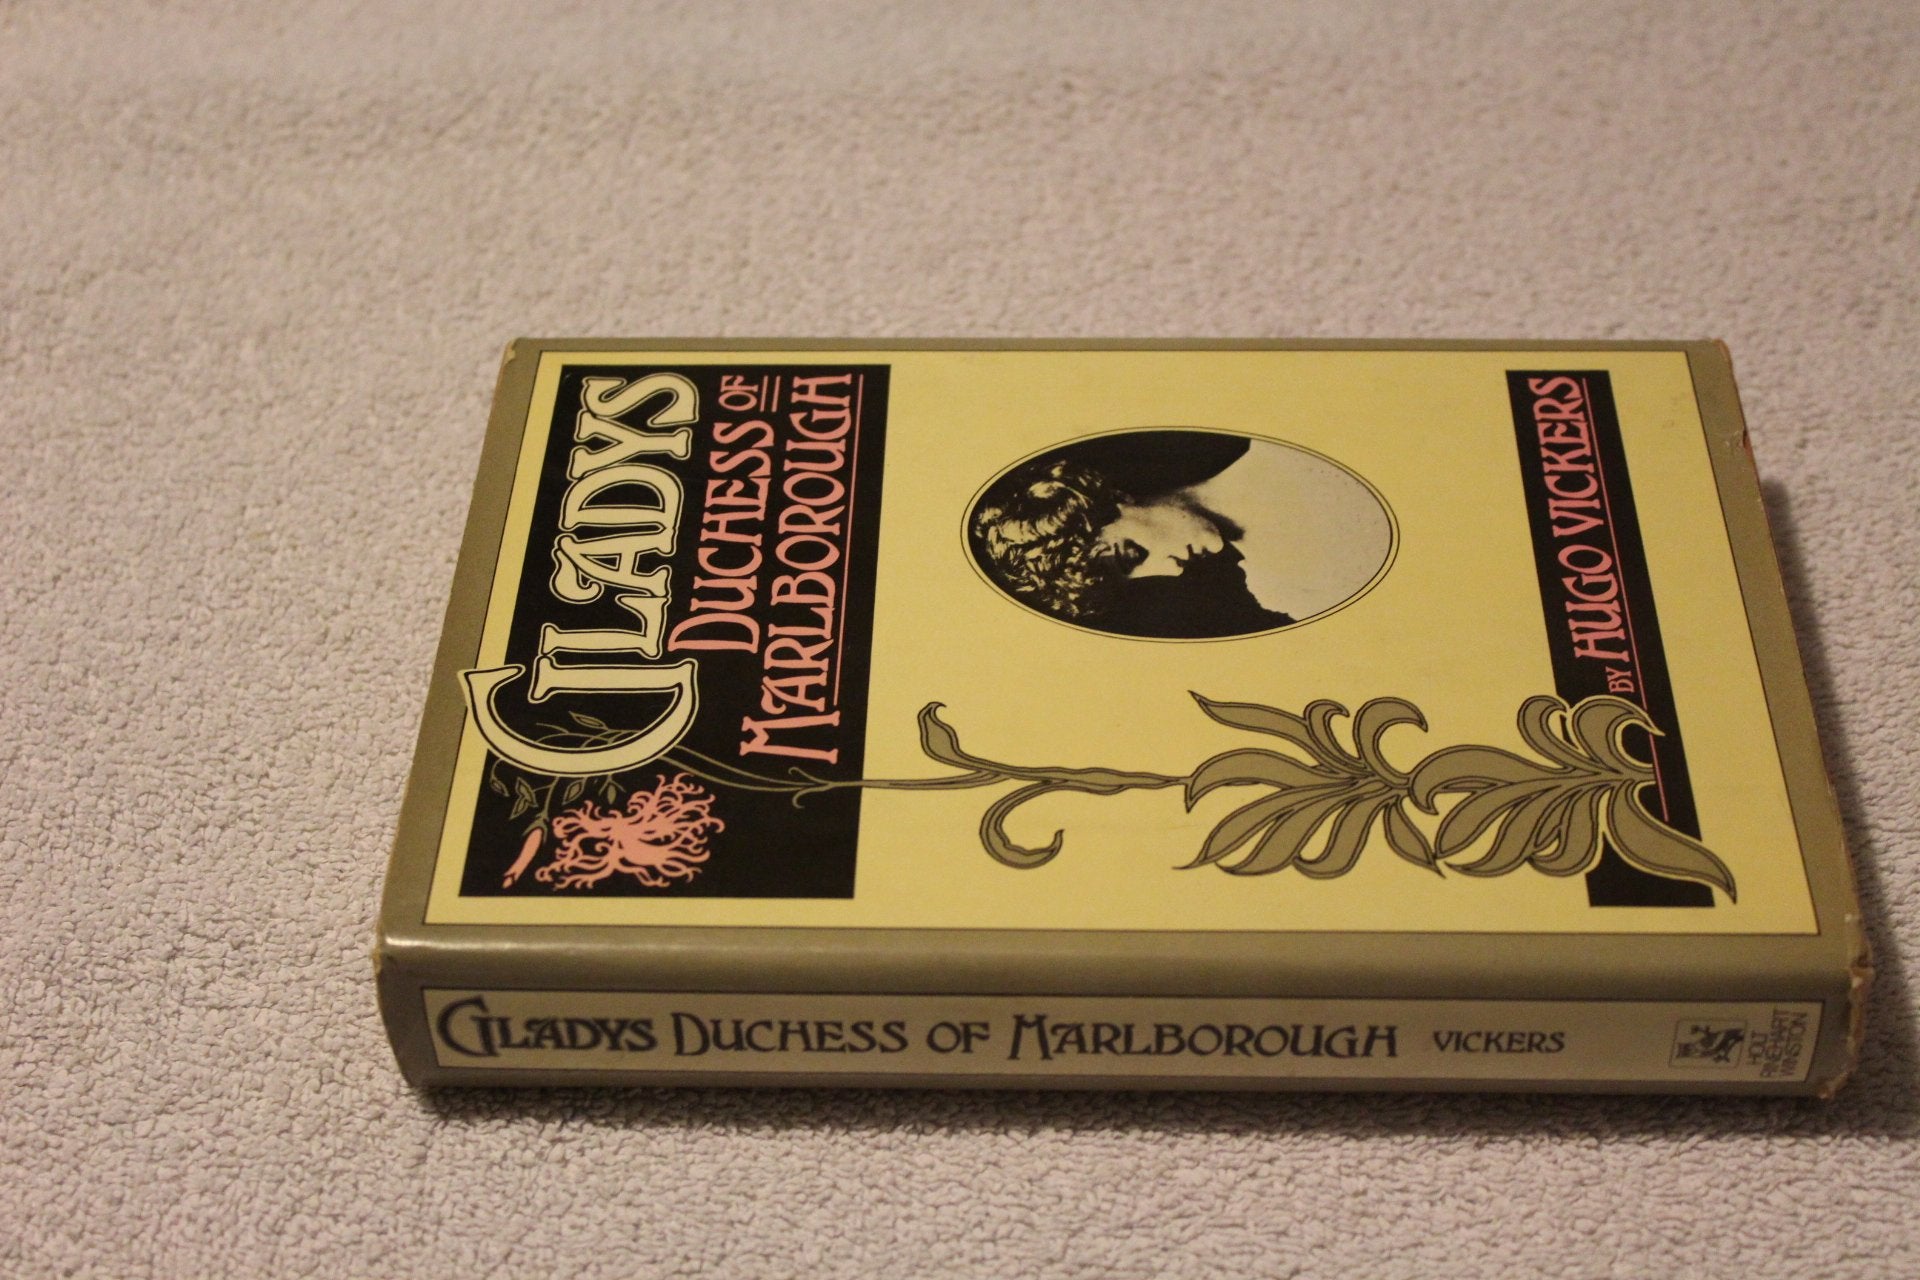 GLADYS
DUCHESS OF
MARLBOROUGH
BY HUGO VICKERS
GLADYS DUCHESS OF MARLBOROUGH VICKERS
HOLT
RINEHART
WINSTON